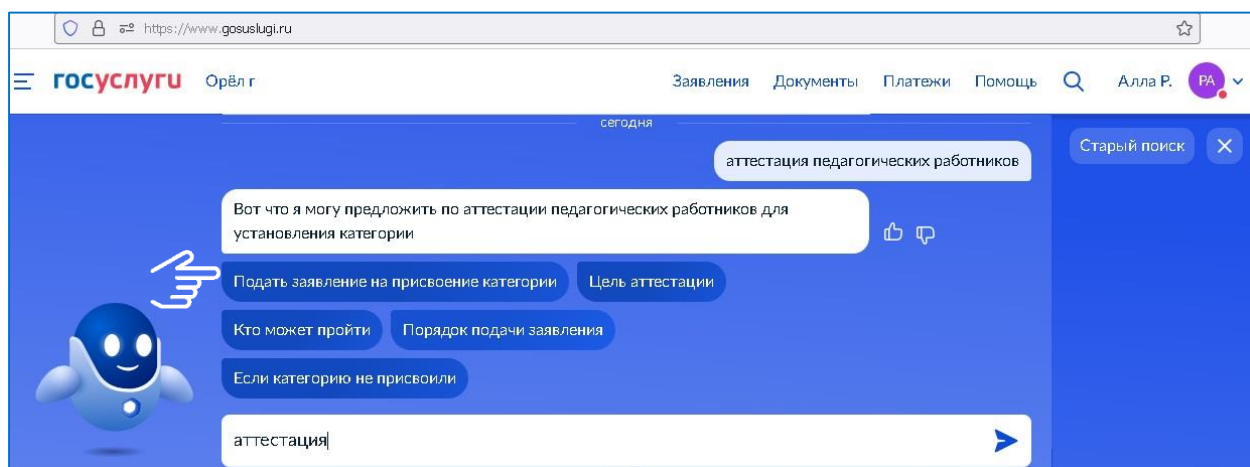 https://www.gosuslugi.ru
госуслуги Орёл г Заявления Документы Платежи Помощь Алла Р. РА
сегодня
Старый поиск
аттестация педагогических работников
Вот что я могу предложить по аттестации педагогических работников для
установления категории
Подать заявление на присвоение категории Цель аттестации
Кто может пройти Порядок подачи заявления
Если категорию не присвоили
аттестация